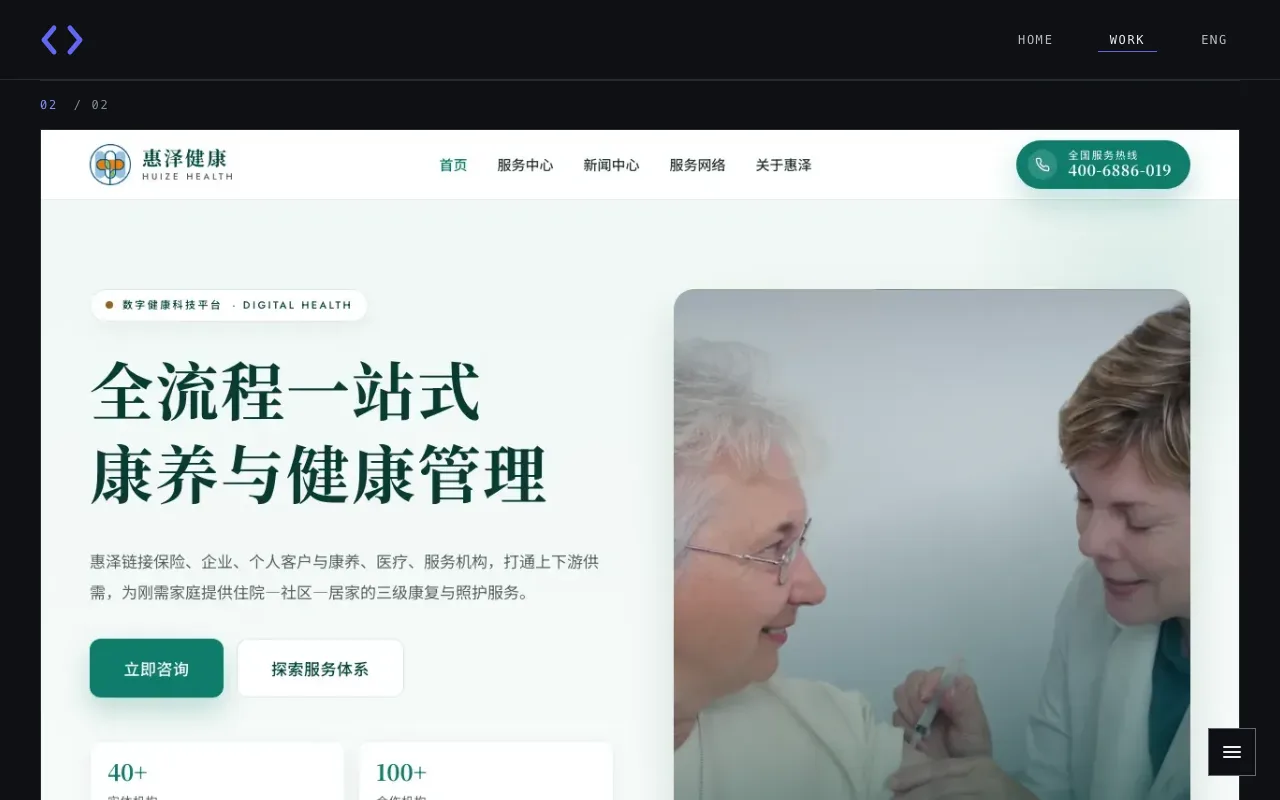 HOME
WORK
ENG
02 / 02
惠泽健康
HUIZE HEALTH
首页
服务中心
新闻中心
服务网络
关于惠泽
全国服务热线
400-6886-019
数字健康科技平台 · DIGITAL HEALTH
全流程一站式
康养与健康管理
惠泽链接保险、企业、个人客户与康养、医疗、服务机构，打通上下游供
需，为刚需家庭提供住院—社区—居家的三级康复与照护服务。
立即咨询
探索服务体系
40+
100+